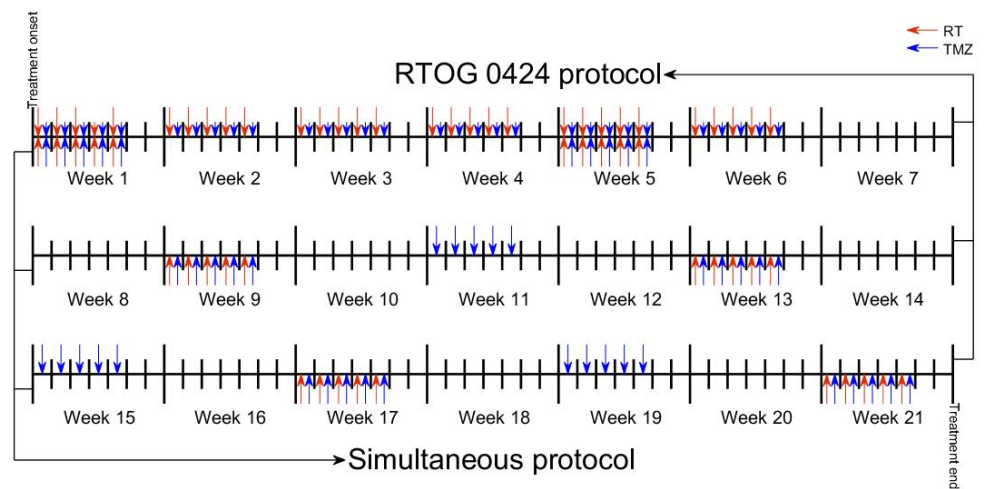 Treatment onset
RT
TMZ
RTOG 0424 protocol
Week 1 Week 2 Week 3 Week 4 Week 5 Week 6 Week 7
Week 8 Week 9 Week 10 Week 11 Week 12 Week 13 Week 14
Week 15 Week 16 Week 17 Week 18 Week 19 Week 20 Week 21
Simultaneous protocol
Treatment end